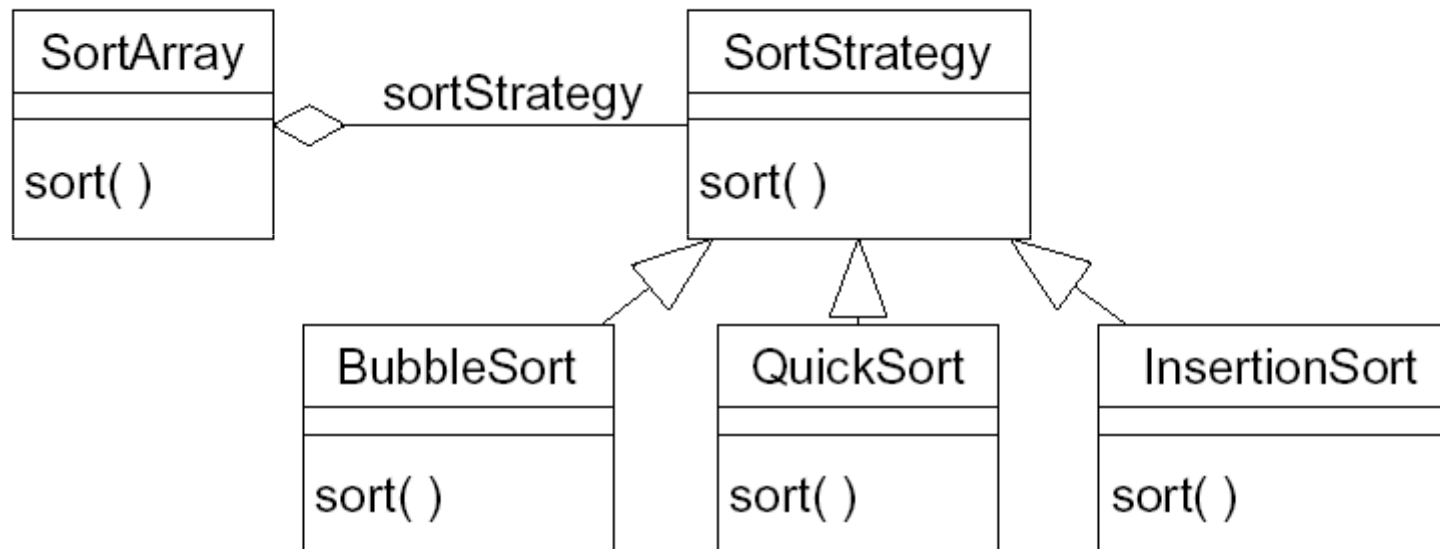 SortArray
sort( )
sortStrategy
SortStrategy
sort( )
BubbleSort
sort( )
QuickSort
sort( )
InsertionSort
sort( )